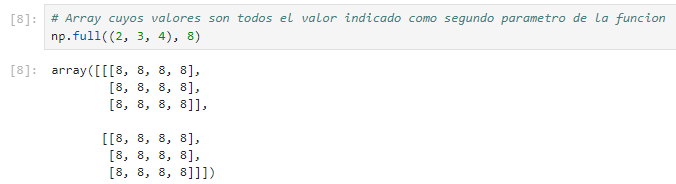 [8]: # Array cuyos valores son todos el valor indicado como segundo parametro de la funcion
np.full((2, 3, 4), 8)
[8]: array([[[8, 8, 8, 8],
[8, 8, 8, 8],
[8, 8, 8, 8]],
[[8, 8, 8, 8],
[8, 8, 8, 8],
[8, 8, 8, 8]]])